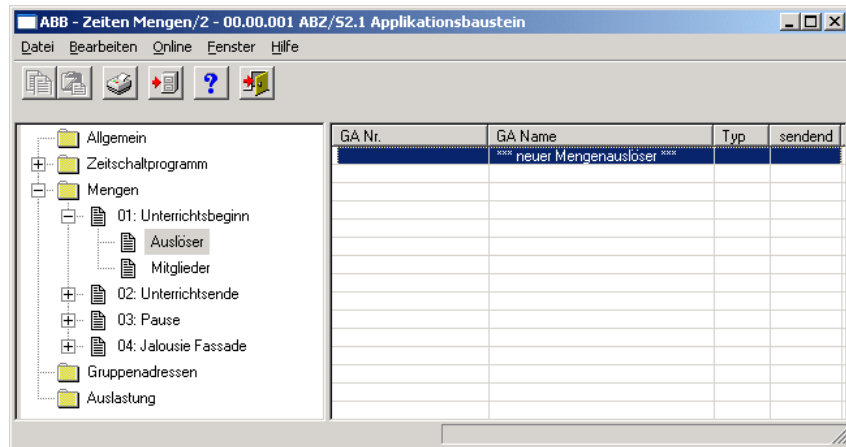 ABB - Zeiten Mengen/2 - 00.00.001 ABZ/S2.1 Applikationsbaustein
Datei Bearbeiten Online Fenster Hilfe
Allgemein
Zeitschaltprogramm
Mengen
01: Unterrichtsbeginn
Auslöser
Mitglieder
02: Unterrichtsende
03: Pause
04: Jalousie Fassade
Gruppenadressen
Auslastung
GA Nr. GA Name Typ sendend
*** neuer Mengenauslöser ***